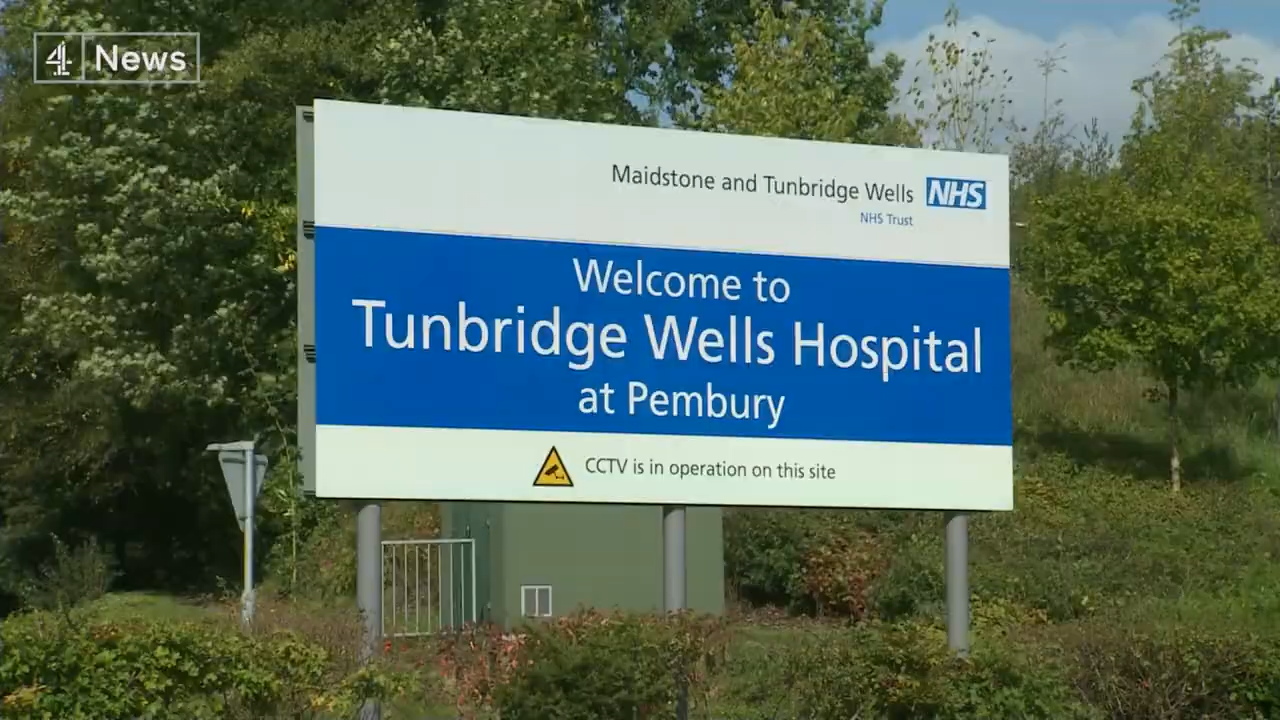 4 News
Maidstone and Tunbridge Wells NHS
NHS Trust
Welcome to
Tunbridge Wells Hospital
at Pembury
CCTV is in operation on this site